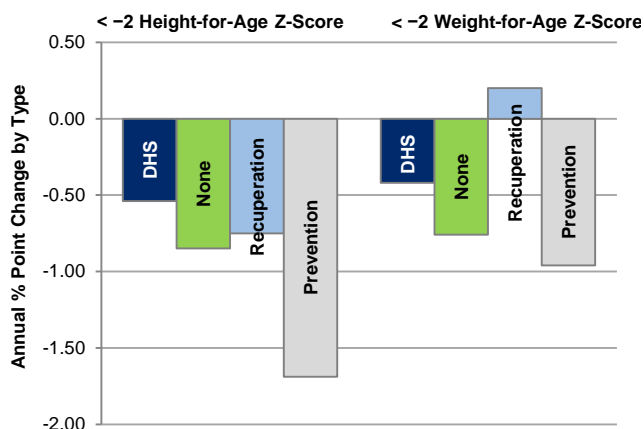 < −2 Height-for-Age Z-Score
< −2 Weight-for-Age Z-Score
Annual % Point Change by Type
0.50
0.00
-0.50
-1.00
-1.50
-2.00
DHS
None
Recuperation
Prevention
DHS
None
Recuperation
Prevention